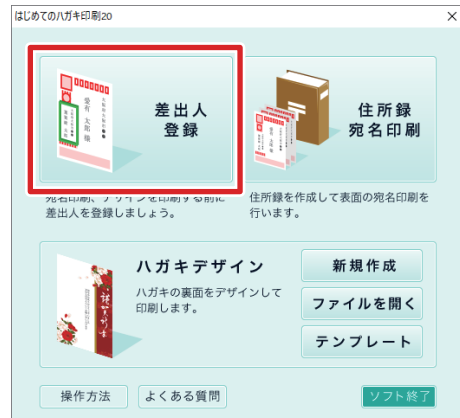 はじめてのハガキ印刷20
差出人
登録
住所録
宛名印刷
宛名印刷、デザインを印刷する前に
差出人を登録しましょう。
住所録を作成して表面の宛名印刷を
行います。
ハガキデザイン
ハガキの裏面をデザインして
印刷します。
新規作成
ファイルを開く
テンプレート
操作方法
よくある質問
ソフト終了